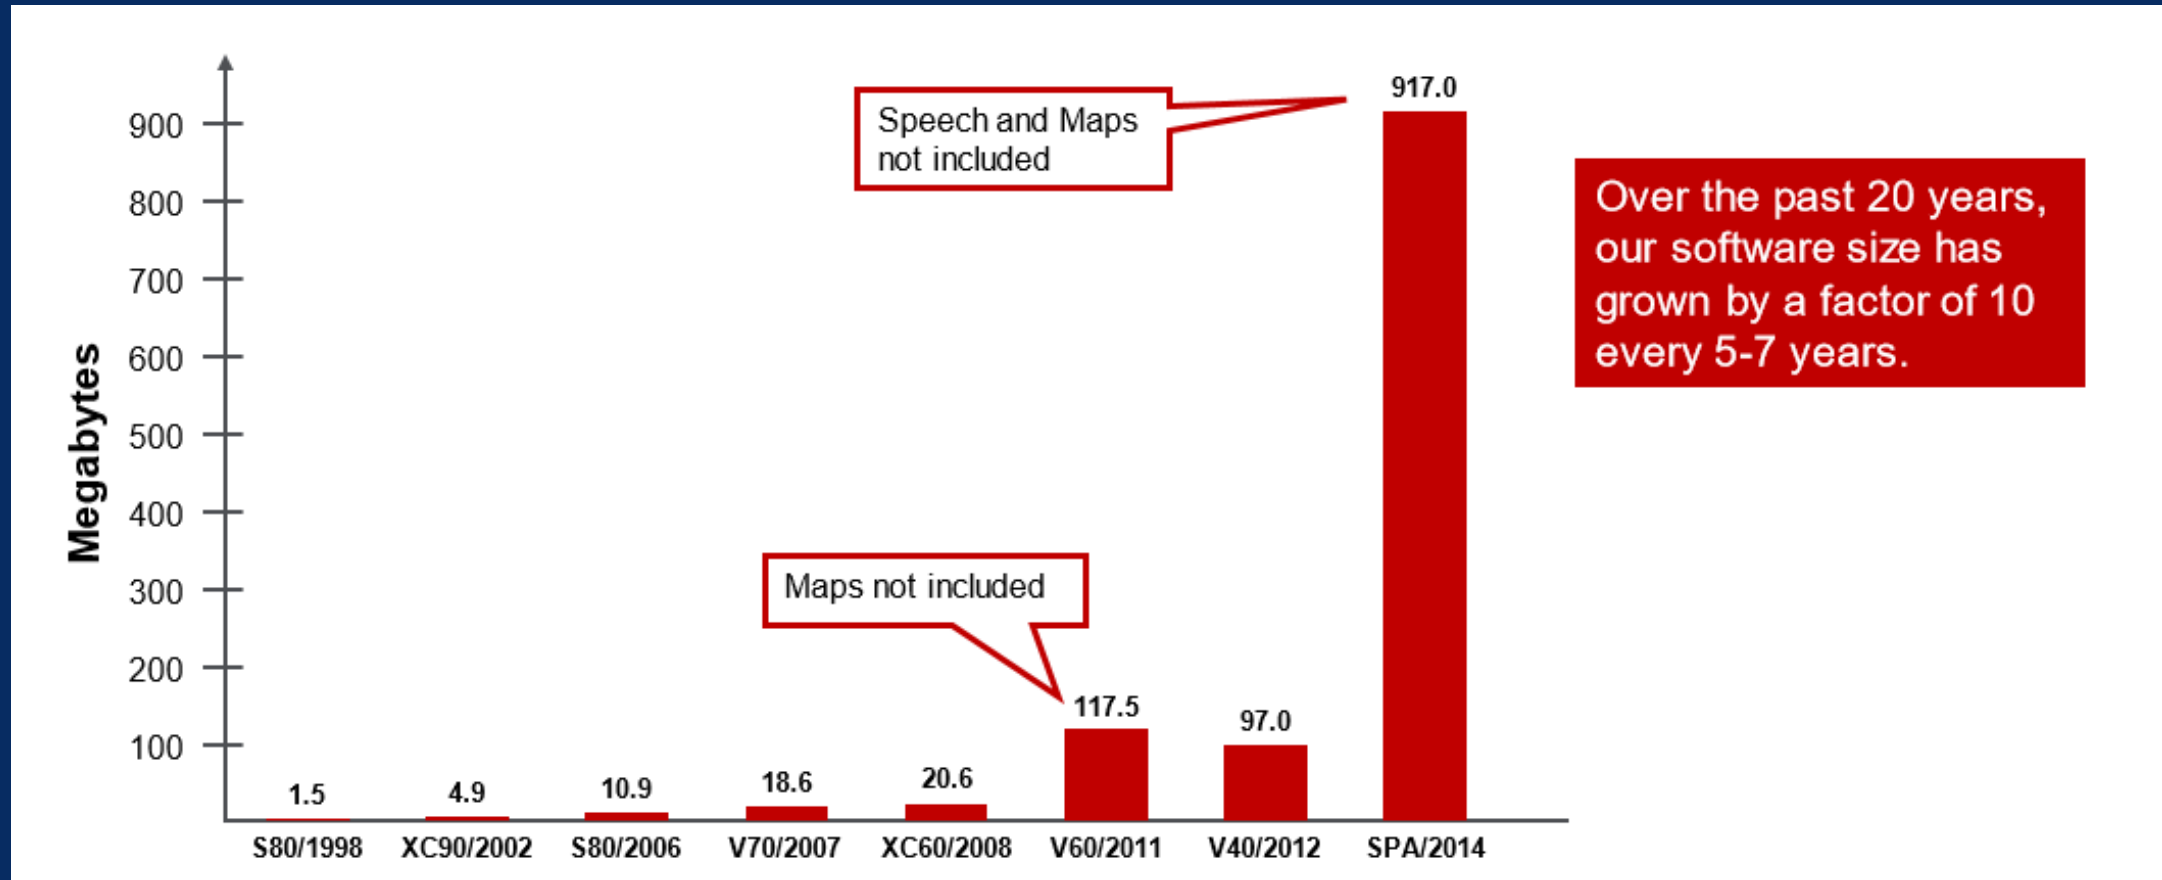 Megabytes
900
800
700
600
500
400
300
200
100
Speech and Maps
not included
Maps not included
1.5
4.9
10.9
18.6
20.6
117.5
97.0
917.0
S80/1998
XC90/2002
S80/2006
V70/2007
XC60/2008
V60/2011
V40/2012
SPA/2014
Over the past 20 years,
our software size has
grown by a factor of 10
every 5-7 years.